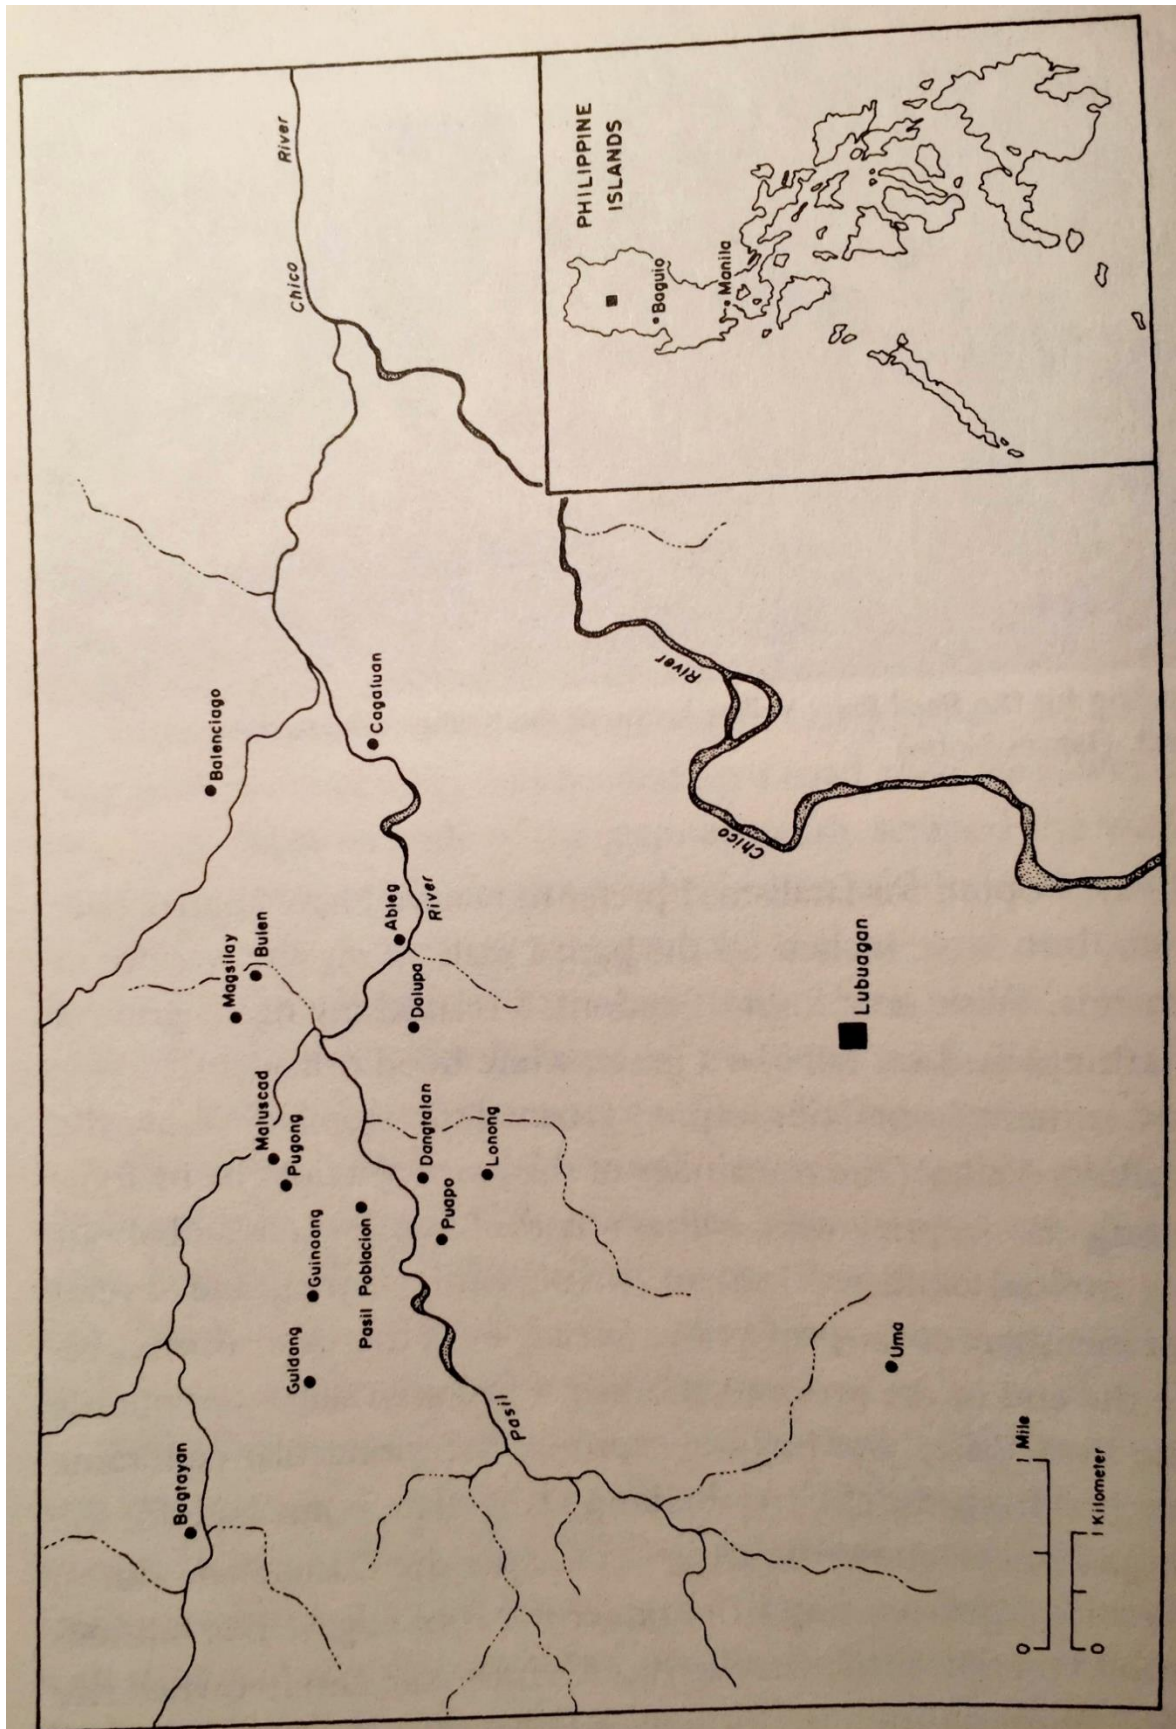 Bagtayan
Balenciago
Magsilay
Bulen
Maluscad
Pugong
Guidang
Guinaang
Chico River
Pasil Poblacion
Cagaluan
Ableg
Dalupa
Dangtalan
Puapo
Lonong
Pasil River
PHILIPPINE
ISLANDS
Baguio
Manila
Chico River
Lubuagan
Uma
0 1 Mile
0 1 Kilometer